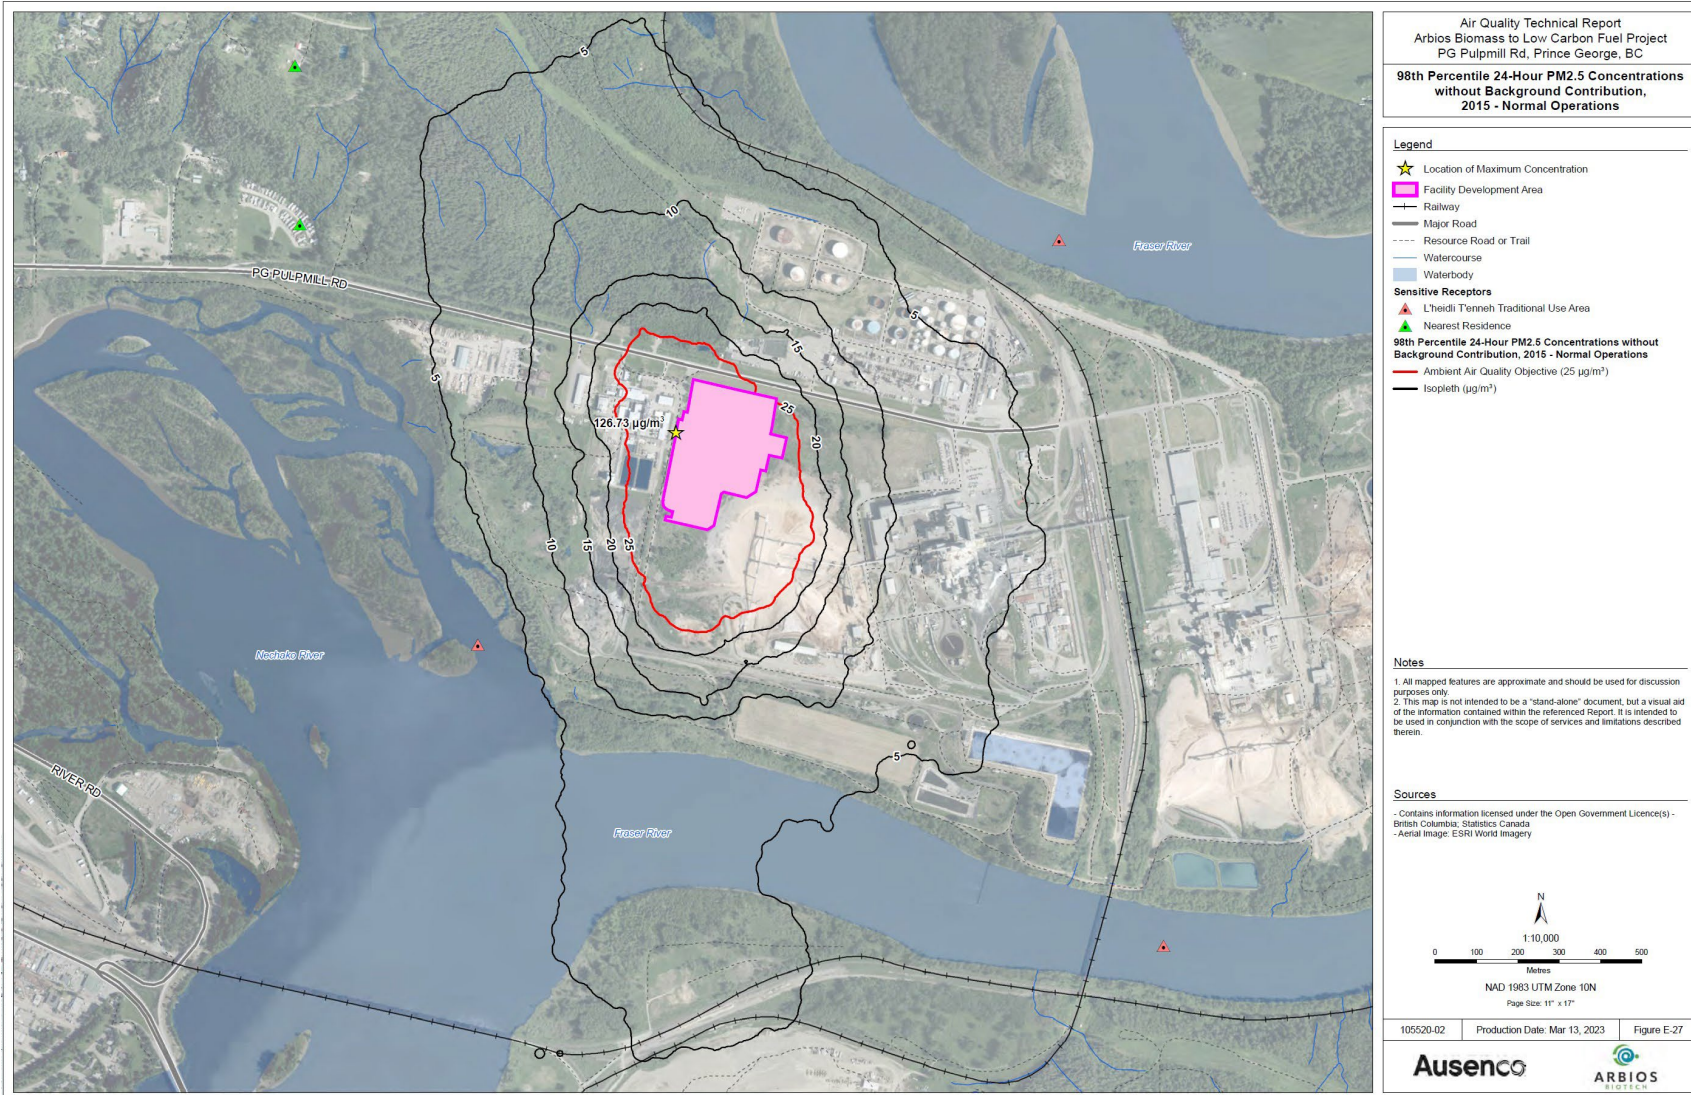 Air Quality Technical Report
Arbios Biomass to Low Carbon Fuel Project
PG Pulpmill Rd, Prince George, BC
98th Percentile 24-Hour PM2.5 Concentrations
without Background Contribution,
2015 - Normal Operations
Legend
Location of Maximum Concentration
Facility Development Area
Railway
Major Road
Resource Road or Trail
Watercourse
Waterbody
Sensitive Receptors
L'heidli T'enneh Traditional Use Area
Nearest Residence
98th Percentile 24-Hour PM2.5 Concentrations without
Background Contribution, 2015 - Normal Operations
Ambient Air Quality Objective (25 µg/m³)
Isopleth (µg/m³)
Notes
1. All mapped features are approximate and should be used for discussion
purposes only.
2. This map is not intended to be a "stand-alone" document, but a visual aid
of the information contained within the referenced Report. It is intended to
be used in conjunction with the scope of services and limitations described
therein.
Sources
- Contains information licensed under the Open Government Licence(s) -
British Columbia; Statistics Canada
- Aerial Image: ESRI World Imagery
N
1:10,000
0 100 200 300 400 500
Metres
NAD 1983 UTM Zone 10N
Page Size: 11" x 17"
105520-02
Production Date: Mar 13, 2023
Figure E-27
Ausenco
ARBIOS
BIOTECH
5
10
Fraser River
PG PULPMILL RD
5
15
5
25
126.73 µg/m³
20
10
15
20
25
Nechako River
5
RIVER RD
Fraser River